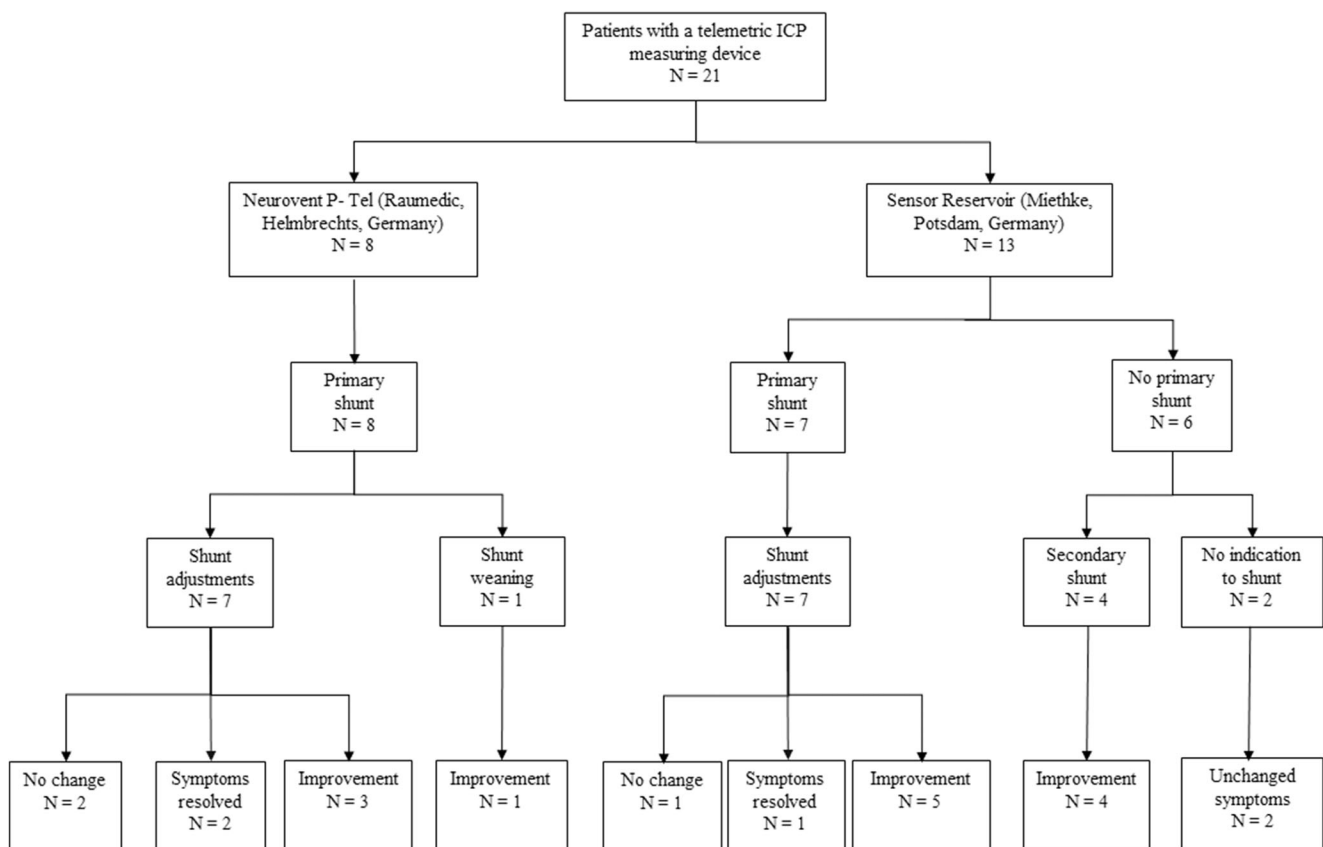 Patients with a telemetric ICP
measuring device
N = 21
Neurovent P- Tel (Raumedic,
Helmbrechts, Germany)
N = 8
Sensor Reservoir (Miethke,
Potsdam, Germany)
N = 13
Primary
shunt
N = 8
Primary
shunt
N = 7
No primary
shunt
N = 6
Shunt
adjustments
N = 7
Shunt
weaning
N = 1
Shunt
adjustments
N = 7
Secondary
shunt
N = 4
No indication
to shunt
N = 2
No change
N = 2
Symptoms
resolved
N = 2
Improvement
N = 3
Improvement
N = 1
No change
N = 1
Symptoms
resolved
N = 1
Improvement
N = 5
Improvement
N = 4
Unchanged
symptoms
N = 2